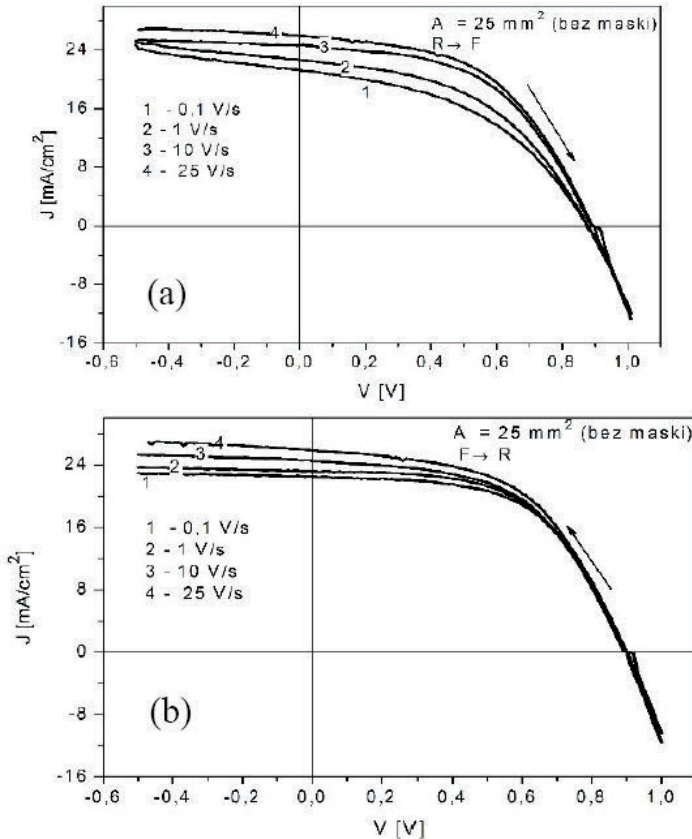 A = 25 mm² (bez maski)
R→ F
4
3
2
1
1 - 0,1 V/s
2 - 1 V/s
3 - 10 V/s
4 - 25 V/s
(a)
J [mA/cm²]
24
16
8
0
-8
-16
-0,6 -0,4 -0,2 0,0 0,2 0,4 0,6 0,8 1,0
V [V]
A = 25 mm² (bez maski)
F→ R
4
3
2
1
1 - 0,1 V/s
2 - 1 V/s
3 - 10 V/s
4 - 25 V/s
(b)
J [mA/cm²]
24
16
8
0
-8
-16
-0,6 -0,4 -0,2 0,0 0,2 0,4 0,6 0,8 1,0
V [V]